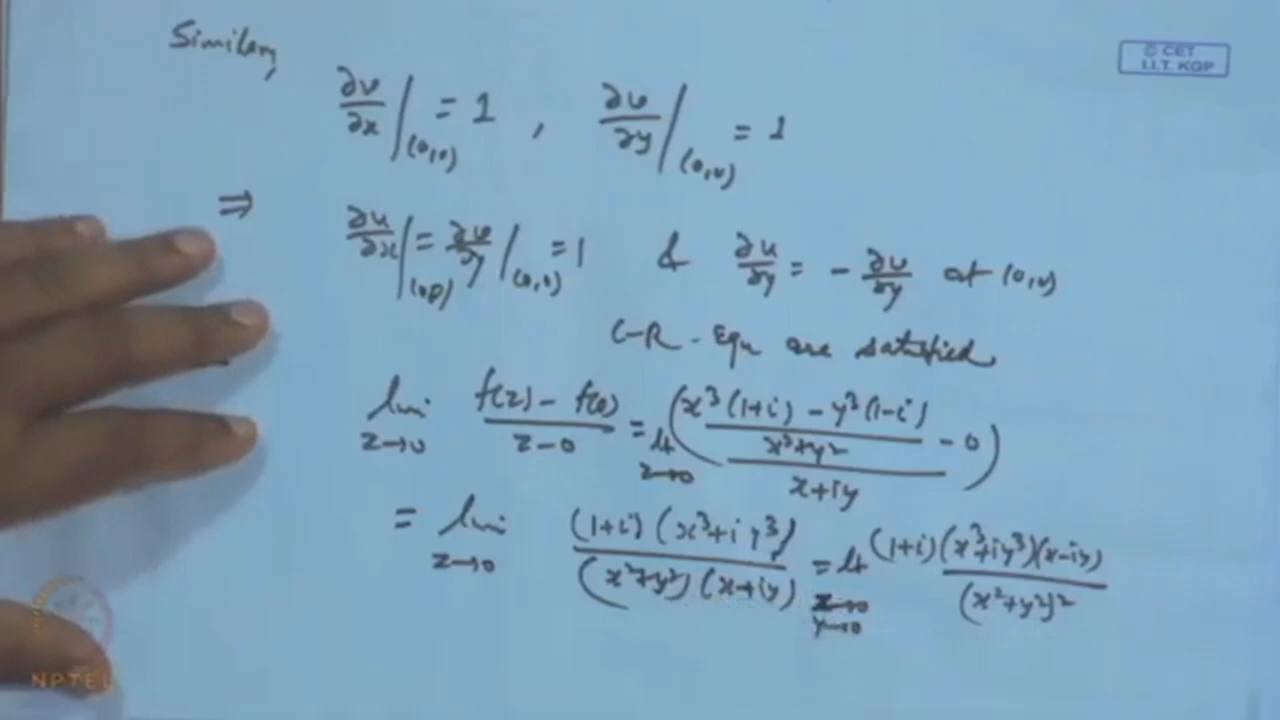 Similarly
© CET
I.I.T. KGP
∂v/∂x|(0,0) = 1 , ∂v/∂y|(0,0) = 1
⇒ ∂u/∂x|(0,0) = ∂v/∂y|(0,0) = 1 & ∂u/∂y = - ∂v/∂y at (0,0)
C-R-Equ are satisfied
lim z→0 (f(z) - f(0))/(z-0) = lt z→0 (((x³(1+i) - y³(1-i))/(x²+y²) - 0)/(x+iy))
= lim z→0 ((1+i)(x³+iy³))/((x²+y²)(x+iy)) = lt x→0 y→0 ((1+i)(x³+iy³)(x-iy))/((x²+y²)²)
NPTEL